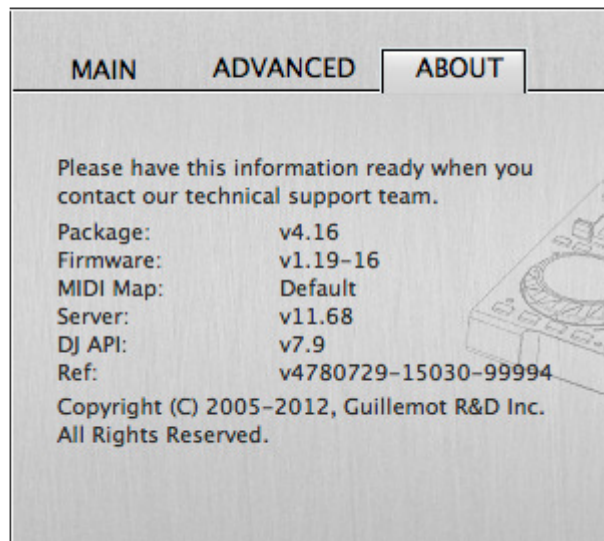 MAIN ADVANCED ABOUT
Please have this information ready when you
contact our technical support team.
Package: v4.16
Firmware: v1.19-16
MIDI Map: Default
Server: v11.68
DJ API: v7.9
Ref: v4780729-15030-99994
Copyright (C) 2005-2012, Guillemot R&D Inc.
All Rights Reserved.